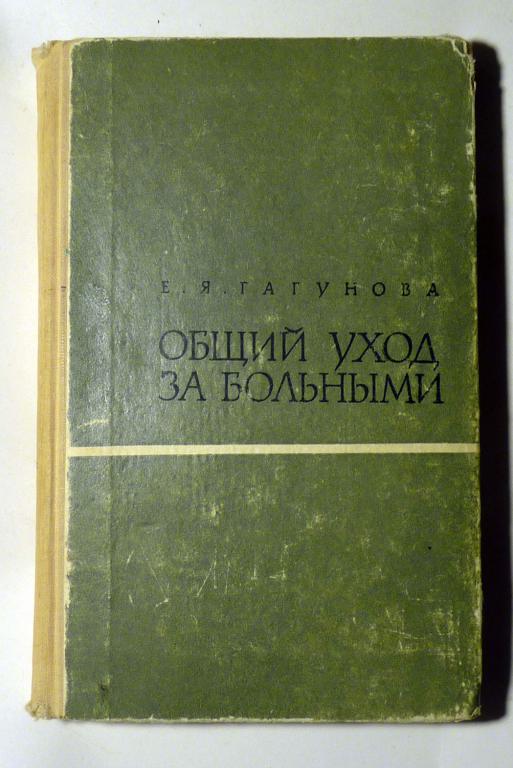 Е. Я. ГАГУНОВА
ОБЩИЙ УХОД
ЗА БОЛЬНЫМИ